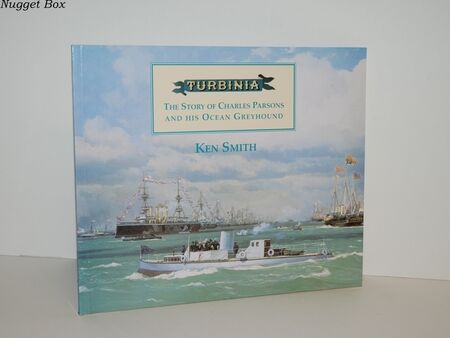 Nugget Box
TURBINIA
THE STORY OF CHARLES PARSONS
AND HIS OCEAN GREYHOUND
KEN SMITH